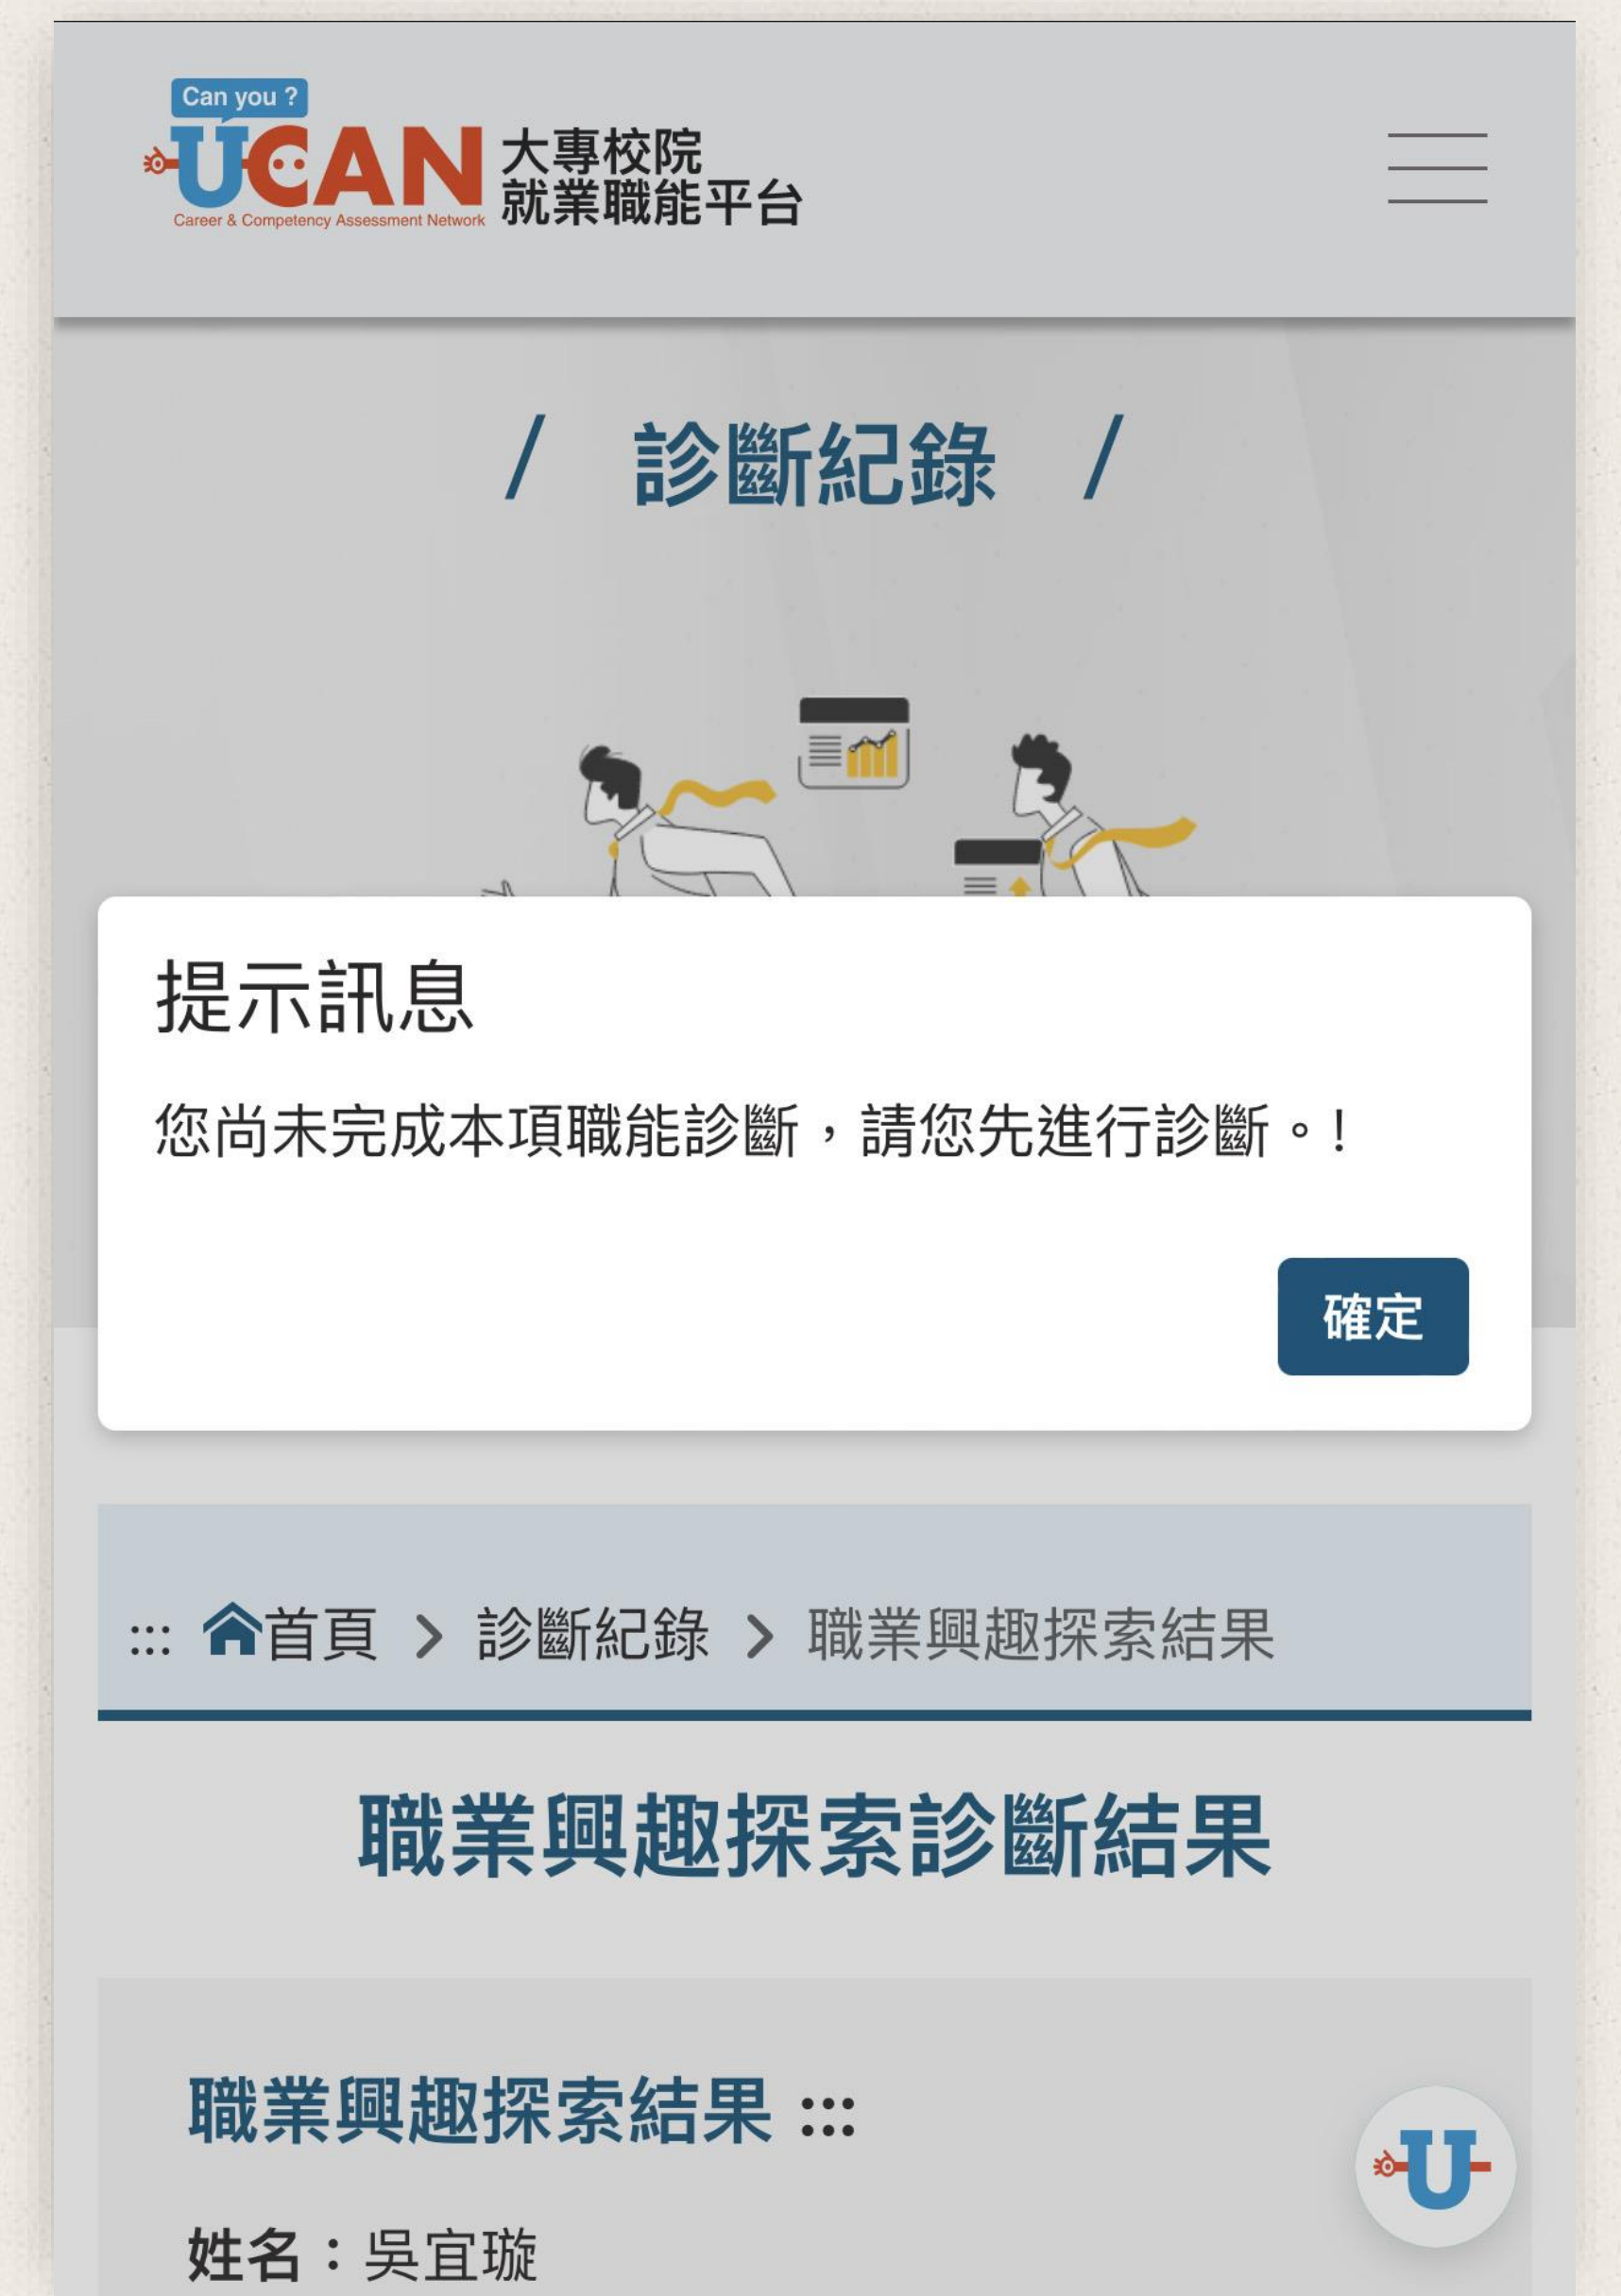 Can you ?
UCAN
Career & Competency Assessment Network
大專校院
就業職能平台
/ 診斷紀錄 /
提示訊息
您尚未完成本項職能診斷，請您先進行診斷。!
確定
::: 首頁 > 診斷紀錄 > 職業興趣探索結果
職業興趣探索診斷結果
職業興趣探索結果 :::
U
姓名：吳宜璇